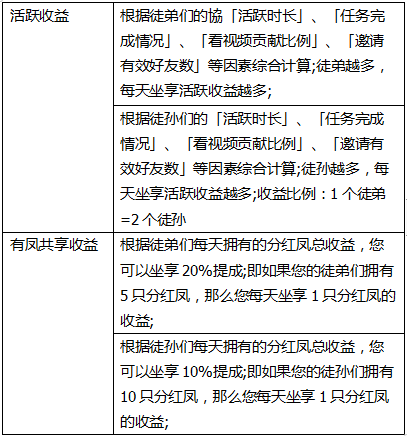 活跃收益
根据徒弟们的協「活跃时长」、「任务完
成情况」、「看视频贡献比例」、「邀请
有效好友数」等因素综合计算;徒弟越多，
每天坐享活跃收益越多;
根据徒孙们的「活跃时长」、「任务完成
情况」、「看视频贡献比例」、「邀请有
效好友数」等因素综合计算;徒孙越多，每
天坐享活跃收益越多;收益比例：1 个徒弟
=2 个徒孙
有凤共享收益
根据徒弟们每天拥有的分红凤总收益，您
可以坐享 20%提成;即如果您的徒弟们拥有
5 只分红凤，那么您每天坐享 1 只分红凤的
收益;
根据徒孙们每天拥有的分红凤总收益，您
可以坐享 10%提成;即如果您的徒孙们拥有
10 只分红凤，那么您每天坐享 1 只分红凤
的收益;